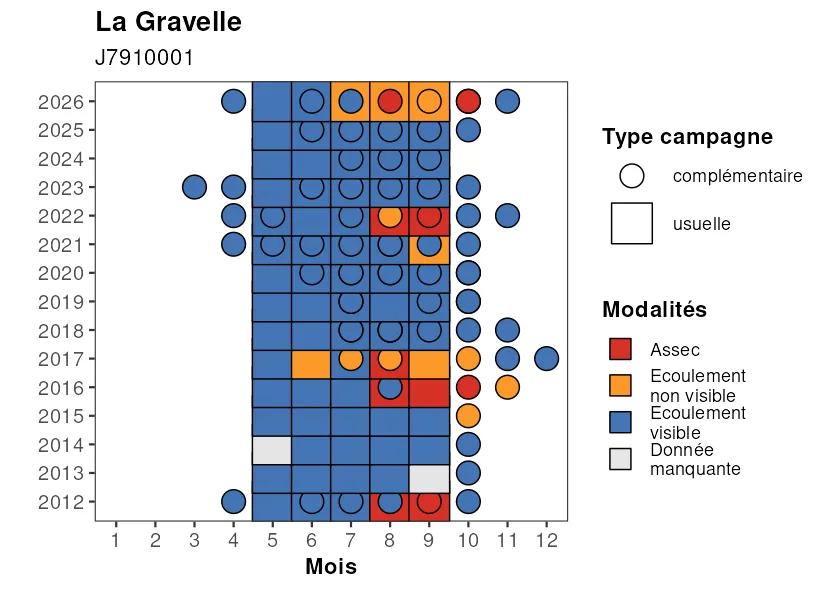 La Gravelle
J7910001
2026
2025
2024
2023
2022
2021
2020
2019
2018
2017
2016
2015
2014
2013
2012
1 2 3 4 5 6 7 8 9 10 11 12
Mois
Type campagne
complémentaire
usuelle
Modalités
Assec
Ecoulement
non visible
Ecoulement
visible
Donnée
manquante